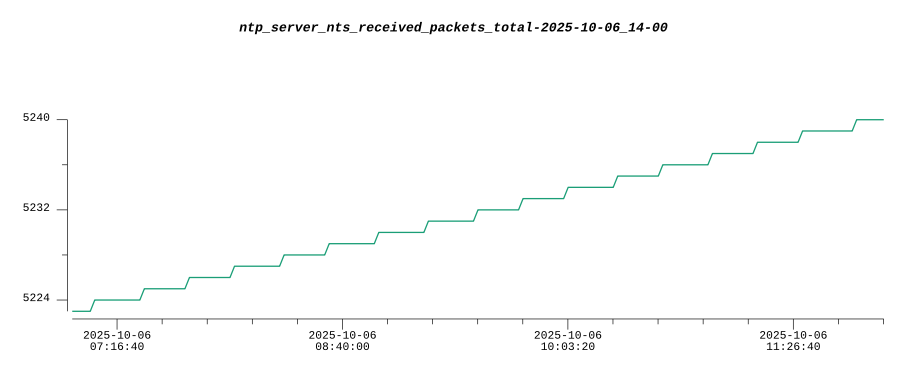 ntp_server_nts_received_packets_total-2025-10-06_14-00
5240
5232
5224
2025-10-06 2025-10-06 2025-10-06 2025-10-06
07:16:40 08:40:00 10:03:20 11:26:40